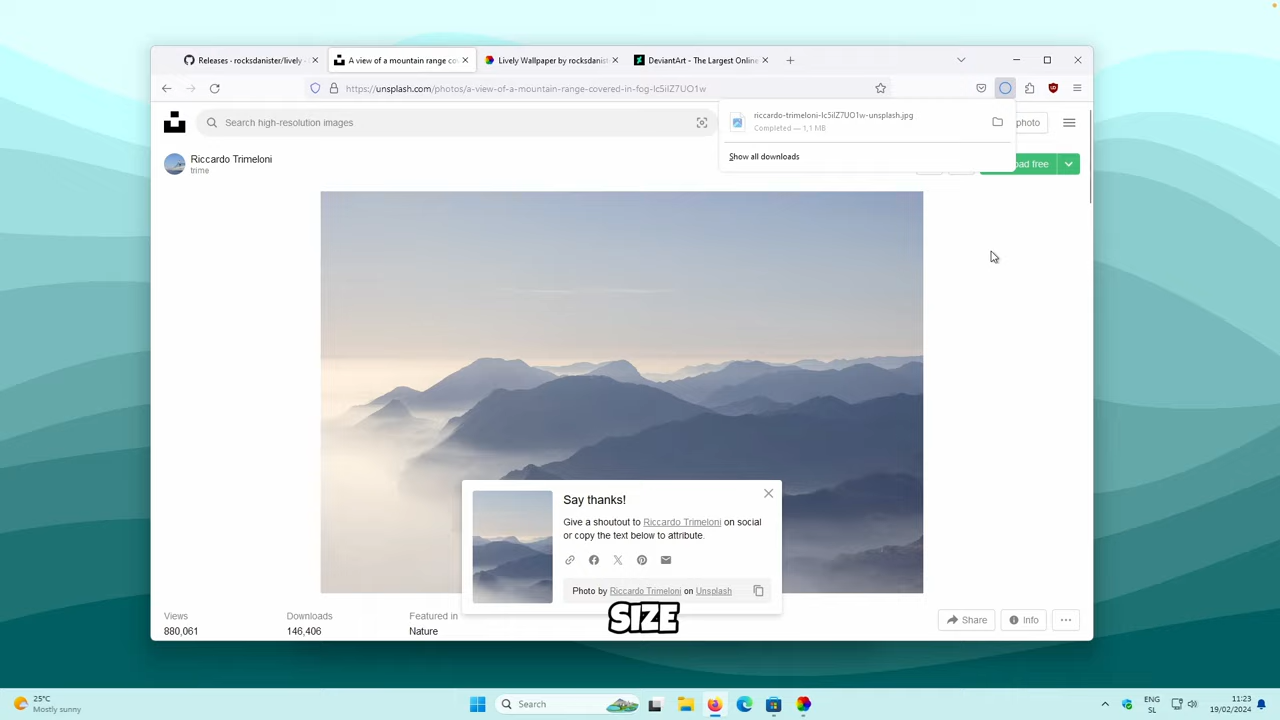 Releases · rocksdanister/lively ·
A view of a mountain range co
Lively Wallpaper by rocksdanist
DeviantArt - The Largest Online
https://unsplash.com/photos/a-view-of-a-mountain-range-covered-in-fog-lc5iIZ7UO1w
Search high-resolution images
riccardo-trimeloni-lc5iIZ7UO1w-unsplash.jpg
Completed — 1,1 MB
Show all downloads
photo
oad free
Riccardo Trimeloni
trime
Say thanks!
Give a shoutout to Riccardo Trimeloni on social
or copy the text below to attribute.
Photo by Riccardo Trimeloni on Unsplash
SIZE
Views
880,061
Downloads
146,406
Featured in
Nature
Share
Info
25°C
Mostly sunny
Search
ENG
SL
11:23
19/02/2024